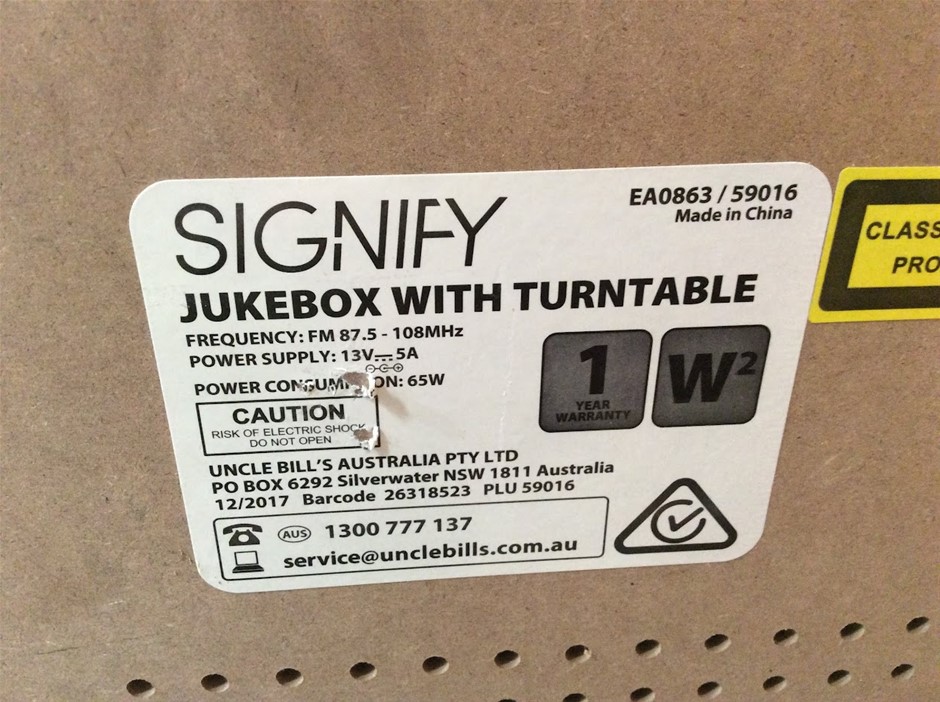 SIGNIFY
EA0863 / 59016
Made in China
JUKEBOX WITH TURNTABLE
FREQUENCY: FM 87.5 - 108MHz
POWER SUPPLY: 13V⎓5A
POWER CONSUMPTION: 65W
CAUTION
RISK OF ELECTRIC SHOCK
DO NOT OPEN
1
YEAR
WARRANTY
W²
UNCLE BILL'S AUSTRALIA PTY LTD
PO BOX 6292 Silverwater NSW 1811 Australia
12/2017 Barcode 26318523 PLU 59016
AUS 1300 777 137
service@unclebills.com.au
CLASS
PRO